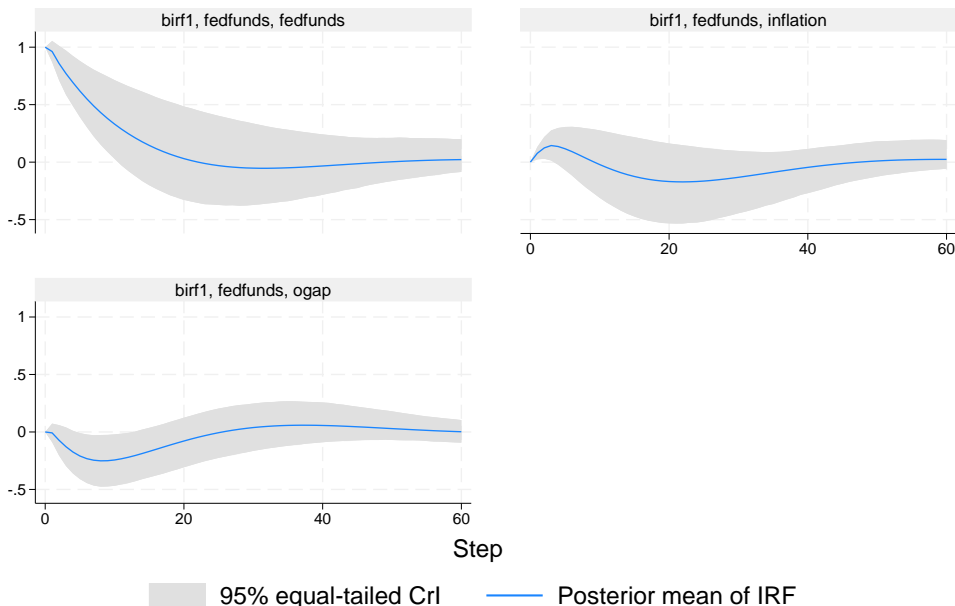 birf1, fedfunds, fedfunds
birf1, fedfunds, inflation
1
.5
0
-.5
0
20
40
60
birf1, fedfunds, ogap
1
.5
0
-.5
0
20
40
60
Step
95% equal-tailed CrI
Posterior mean of IRF